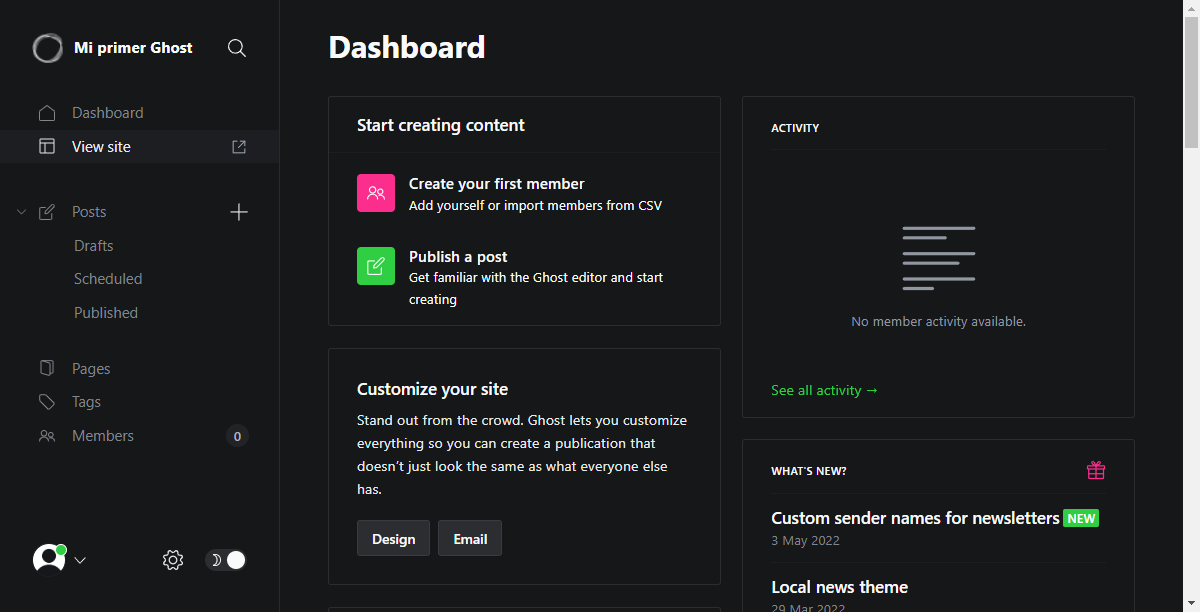 Mi primer Ghost
Dashboard
View site
Posts
Drafts
Scheduled
Published
Pages
Tags
Members
0
Dashboard
Start creating content
Create your first member
Add yourself or import members from CSV
Publish a post
Get familiar with the Ghost editor and start
creating
Customize your site
Stand out from the crowd. Ghost lets you customize
everything so you can create a publication that
doesn’t just look the same as what everyone else
has.
Design
Email
ACTIVITY
No member activity available.
See all activity →
WHAT'S NEW?
Custom sender names for newsletters NEW
3 May 2022
Local news theme
29 Mar 2022